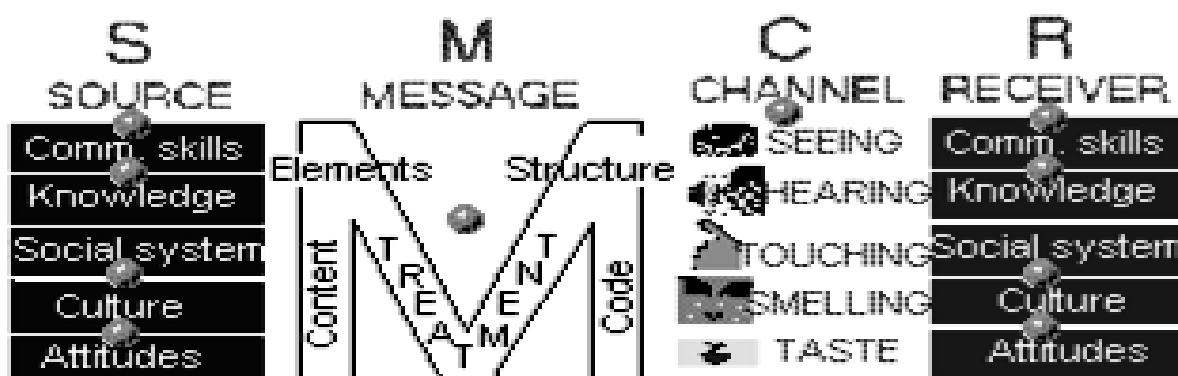 S
SOURCE
Comm. skills
Knowledge
Social system
Culture
Attitudes
M
MESSAGE
Elements
Structure
Content
TREATMENT
Code
C
CHANNEL
SEEING
HEARING
TOUCHING
SMELLING
TASTE
R
RECEIVER
Comm. skills
Knowledge
Social system
Culture
Attitudes